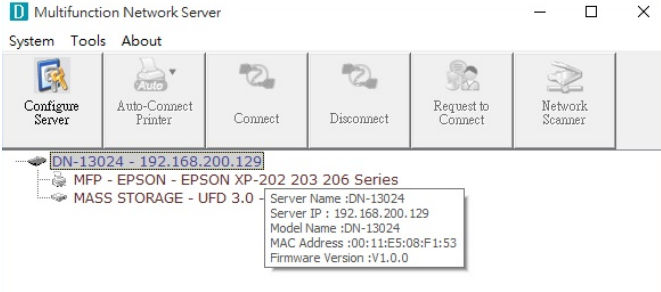 D Multifunction Network Server
System Tools About
Configure Server
Auto
Auto-Connect Printer
Connect
Disconnect
Request to Connect
Network Scanner
DN-13024 - 192.168.200.129
MFP - EPSON - EPSON XP-202 203 206 Series
MASS STORAGE - UFD 3.0 -
Server Name :DN-13024
Server IP : 192.168.200.129
Model Name :DN-13024
MAC Address :00:11:E5:08:F1:53
Firmware Version :V1.0.0